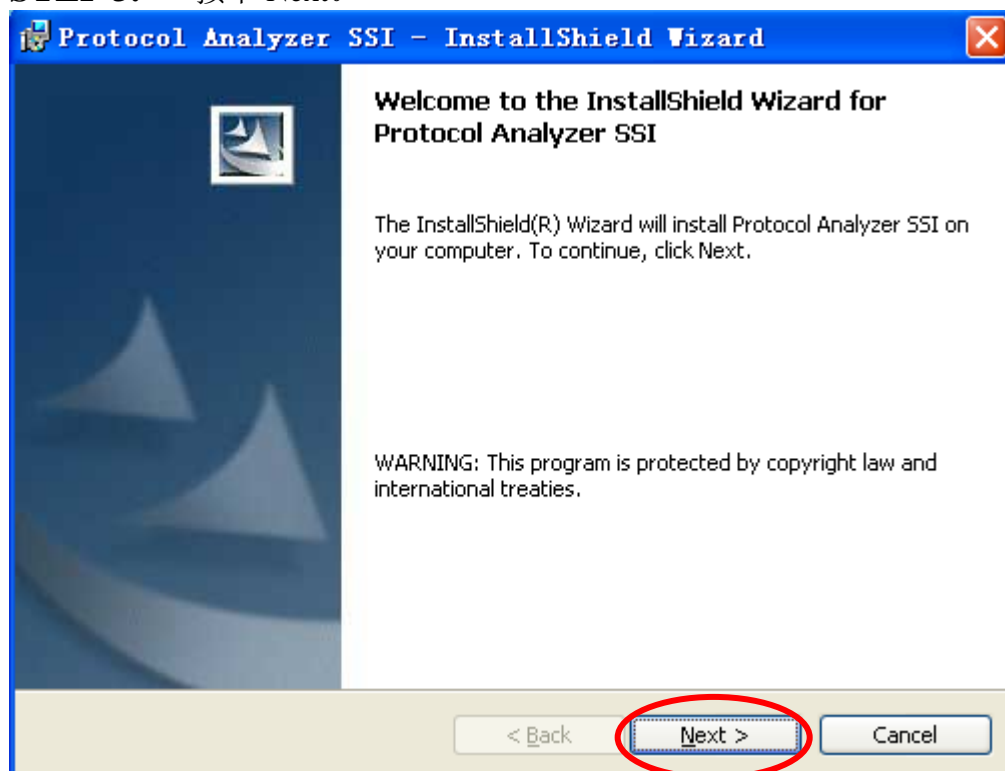 Protocol Analyzer SSI - InstallShield Wizard
Welcome to the InstallShield Wizard for
Protocol Analyzer SSI
The InstallShield(R) Wizard will install Protocol Analyzer SSI on
your computer. To continue, click Next.
WARNING: This program is protected by copyright law and
international treaties.
< Back Next > Cancel